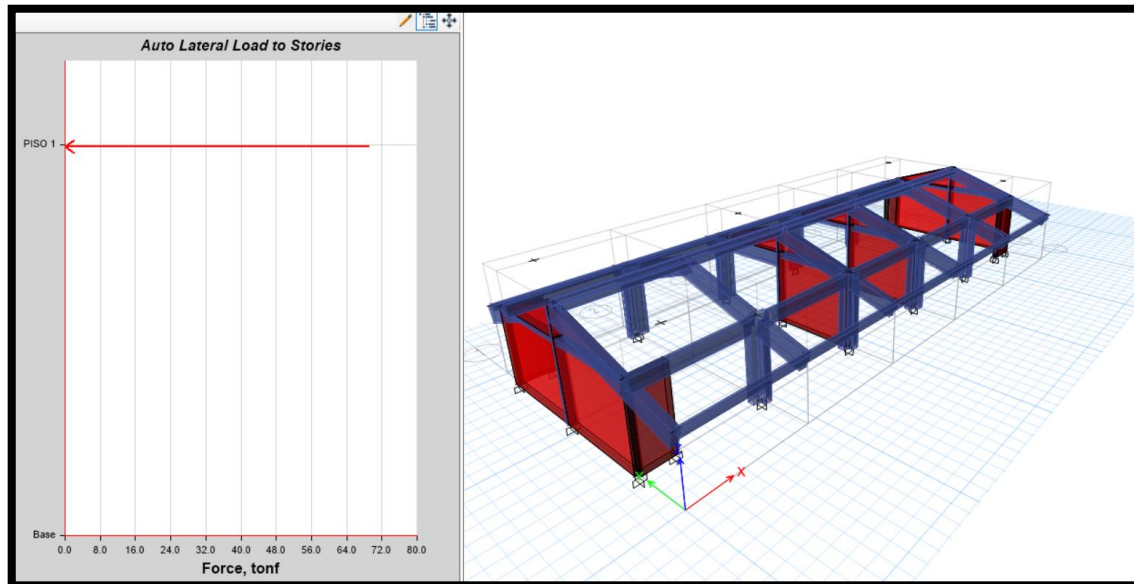 Auto Lateral Load to Stories
PISO 1
Base
0.0 8.0 16.0 24.0 32.0 40.0 48.0 56.0 64.0 72.0 80.0
Force, tonf
X